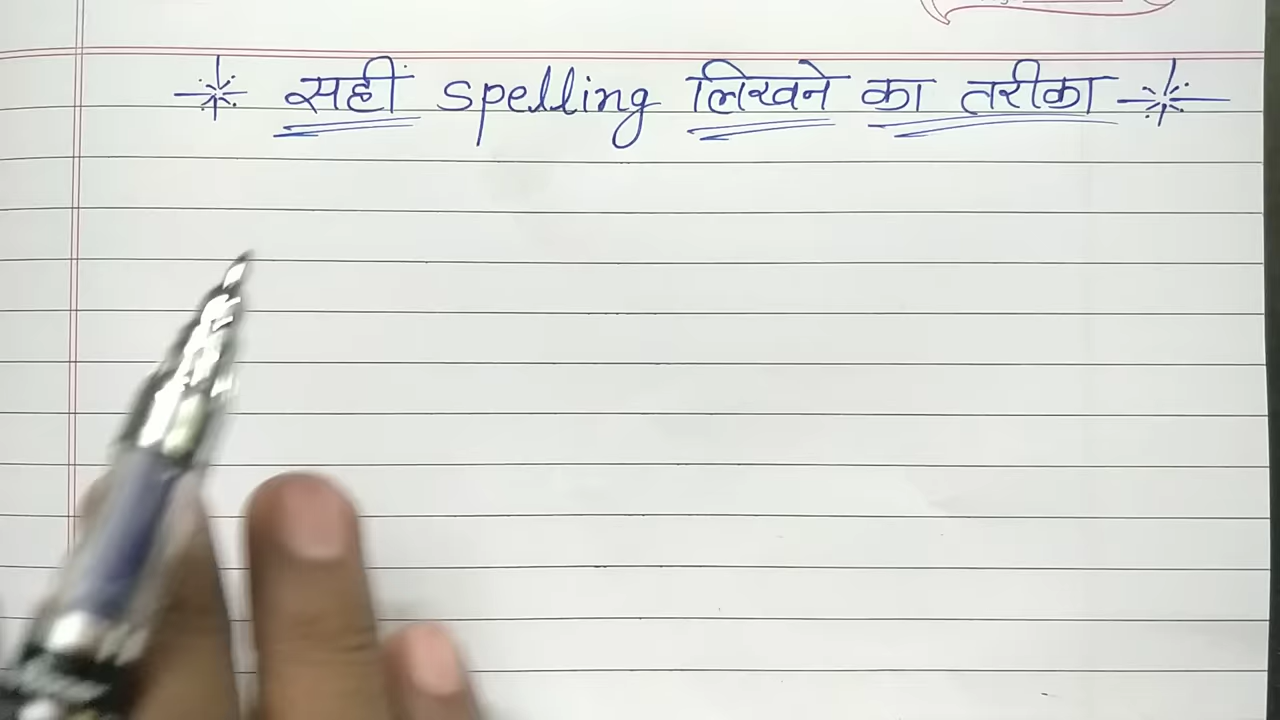 सही spelling लिखने का तरीका